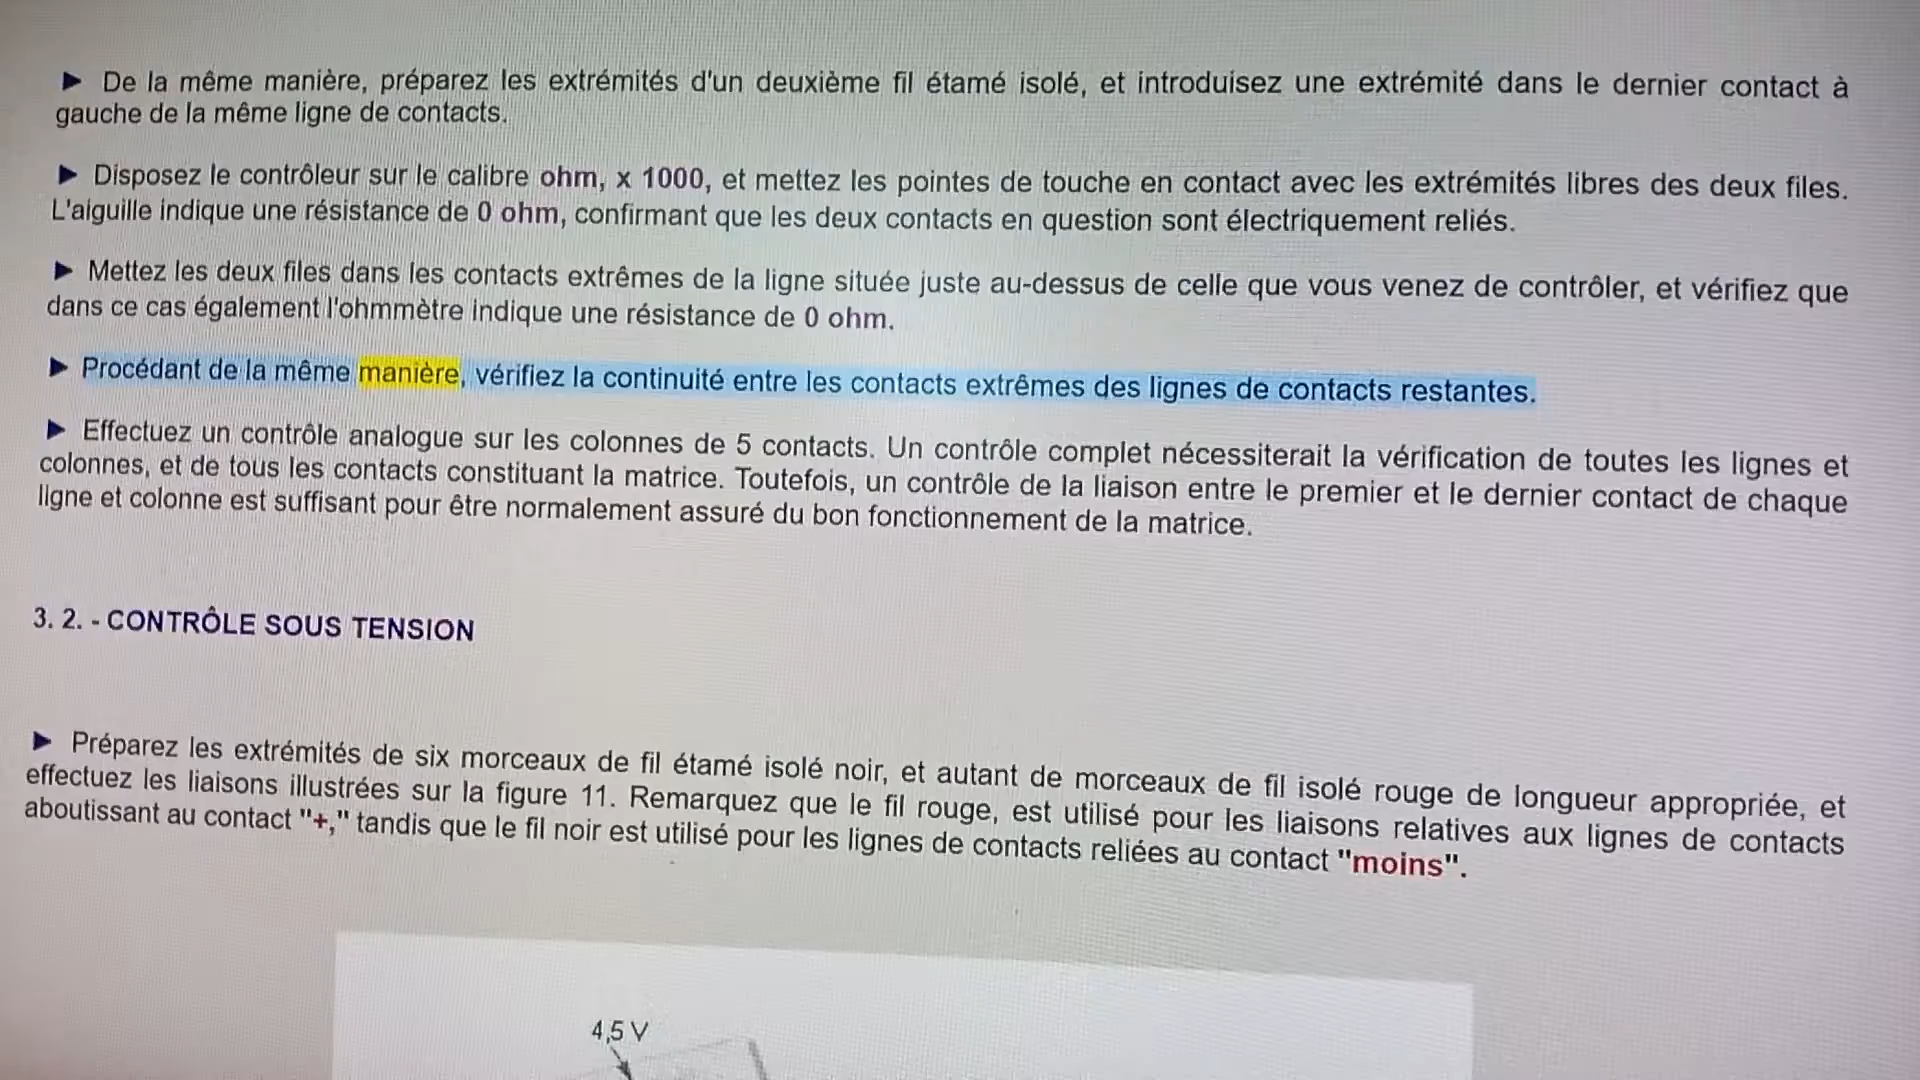 ► De la même manière, préparez les extrémités d'un deuxième fil étamé isolé, et introduisez une extrémité dans le dernier contact à
gauche de la même ligne de contacts.
► Disposez le contrôleur sur le calibre ohm, x 1000, et mettez les pointes de touche en contact avec les extrémités libres des deux files.
L'aiguille indique une résistance de 0 ohm, confirmant que les deux contacts en question sont électriquement reliés.
► Mettez les deux files dans les contacts extrêmes de la ligne située juste au-dessus de celle que vous venez de contrôler, et vérifiez que
dans ce cas également l'ohmmètre indique une résistance de 0 ohm.
► Procédant de la même manière, vérifiez la continuité entre les contacts extrêmes des lignes de contacts restantes.
► Effectuez un contrôle analogue sur les colonnes de 5 contacts. Un contrôle complet nécessiterait la vérification de toutes les lignes et
colonnes, et de tous les contacts constituant la matrice. Toutefois, un contrôle de la liaison entre le premier et le dernier contact de chaque
ligne et colonne est suffisant pour être normalement assuré du bon fonctionnement de la matrice.
3. 2. - CONTRÔLE SOUS TENSION
► Préparez les extrémités de six morceaux de fil étamé isolé noir, et autant de morceaux de fil isolé rouge de longueur appropriée, et
effectuez les liaisons illustrées sur la figure 11. Remarquez que le fil rouge, est utilisé pour les liaisons relatives aux lignes de contacts
aboutissant au contact "+," tandis que le fil noir est utilisé pour les lignes de contacts reliées au contact "moins".
4,5 V